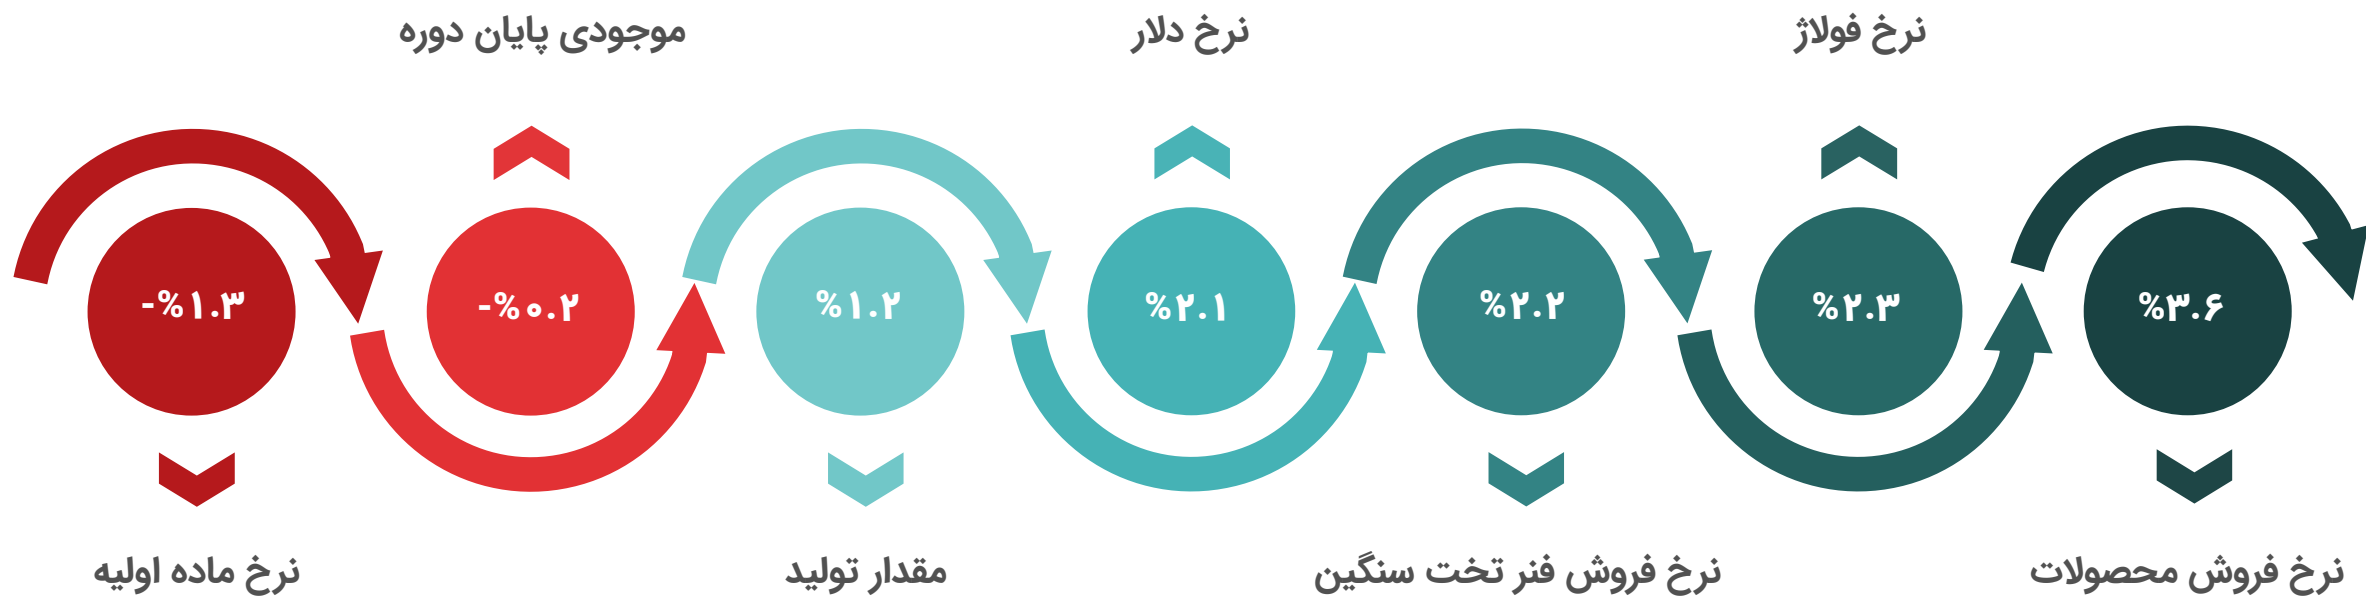 موجودی پایان دوره
نرخ دلار
نرخ فولاژ
-%۱.۳
-%۰.۲
%۱.۲
%۲.۱
%۲.۲
%۲.۳
%۳.۶
نرخ ماده اولیه
مقدار تولید
نرخ فروش فنر تخت سنگین
نرخ فروش محصولات